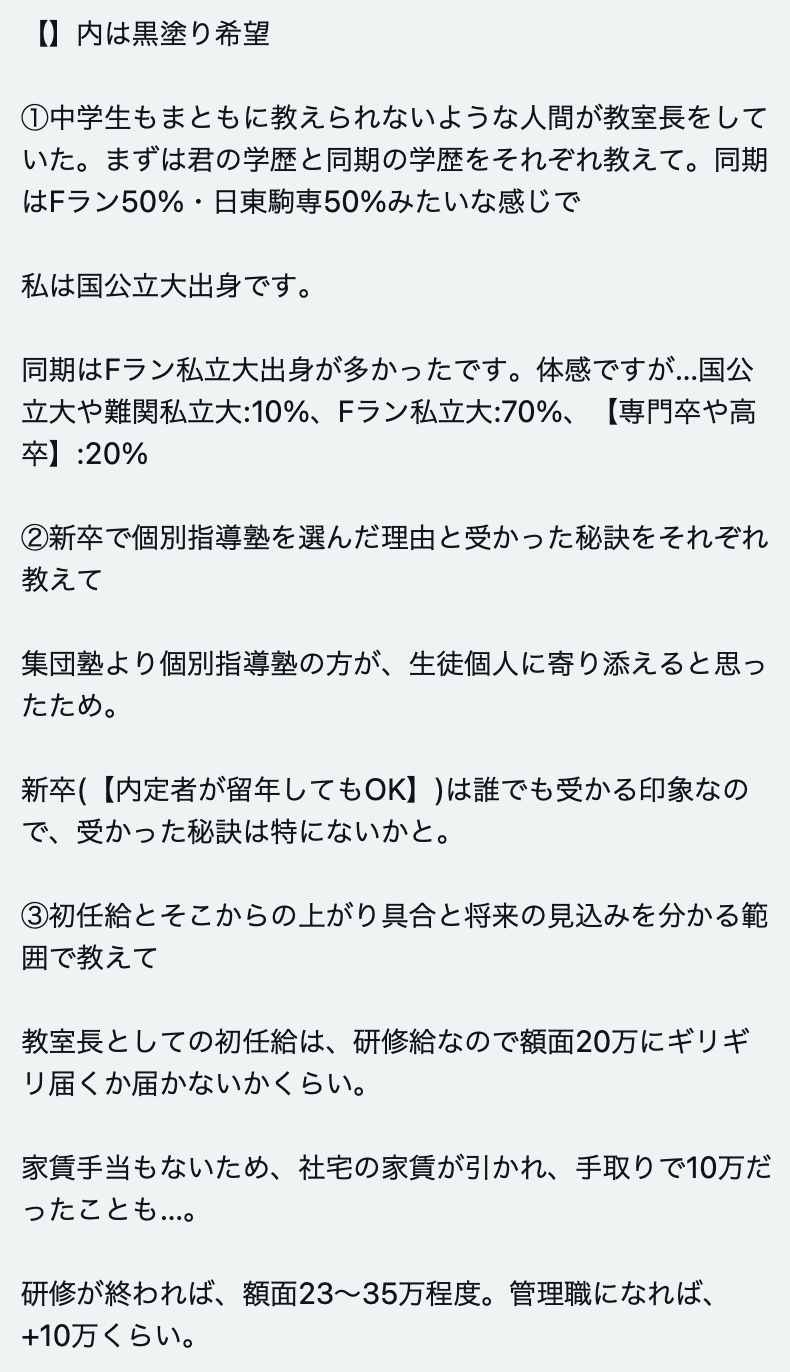 【】内は黒塗り希望
①中学生もまともに教えられないような人間が教室長をして
いた。まずは君の学歴と同期の学歴をそれぞれ教えて。同期
はFラン50%・日東駒専50%みたいな感じで
私は国公立大出身です。
同期はFラン私立大出身が多かったです。体感ですが…国公
立大や難関私立大:10%、Fラン私立大:70%、【専門卒や高
卒】:20%
②新卒で個別指導塾を選んだ理由と受かった秘訣をそれぞれ
教えて
集団塾より個別指導塾の方が、生徒個人に寄り添えると思っ
たため。
新卒(【内定者が留年してもOK】)は誰でも受かる印象なの
で、受かった秘訣は特にないかと。
③初任給とそこからの上がり具合と将来の見込みを分かる範
囲で教えて
教室長としての初任給は、研修給なので額面20万にギリギ
リ届くか届かないかくらい。
家賃手当もないため、社宅の家賃が引かれ、手取りで10万だ
ったことも…。
研修が終われば、額面23〜35万程度。管理職になれば、
+10万くらい。